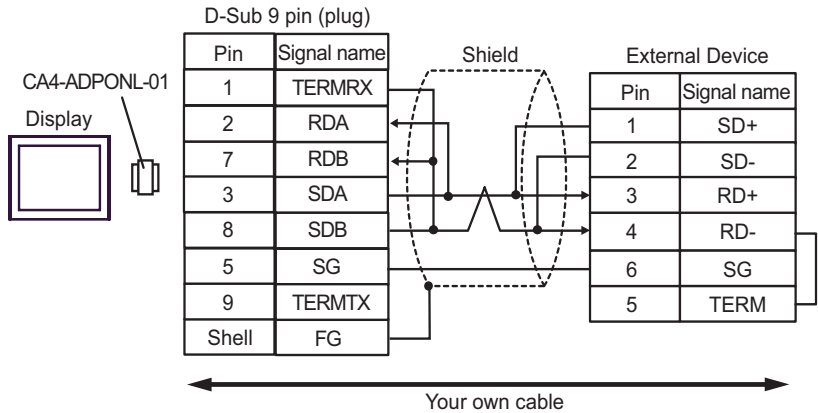 D-Sub 9 pin (plug)
Pin Signal name
1 TERMRX
2 RDA
7 RDB
3 SDA
8 SDB
5 SG
9 TERMTX
Shell FG
CA4-ADPONL-01
Display
Shield
External Device
Pin Signal name
1 SD+
2 SD-
3 RD+
4 RD-
6 SG
5 TERM
Your own cable